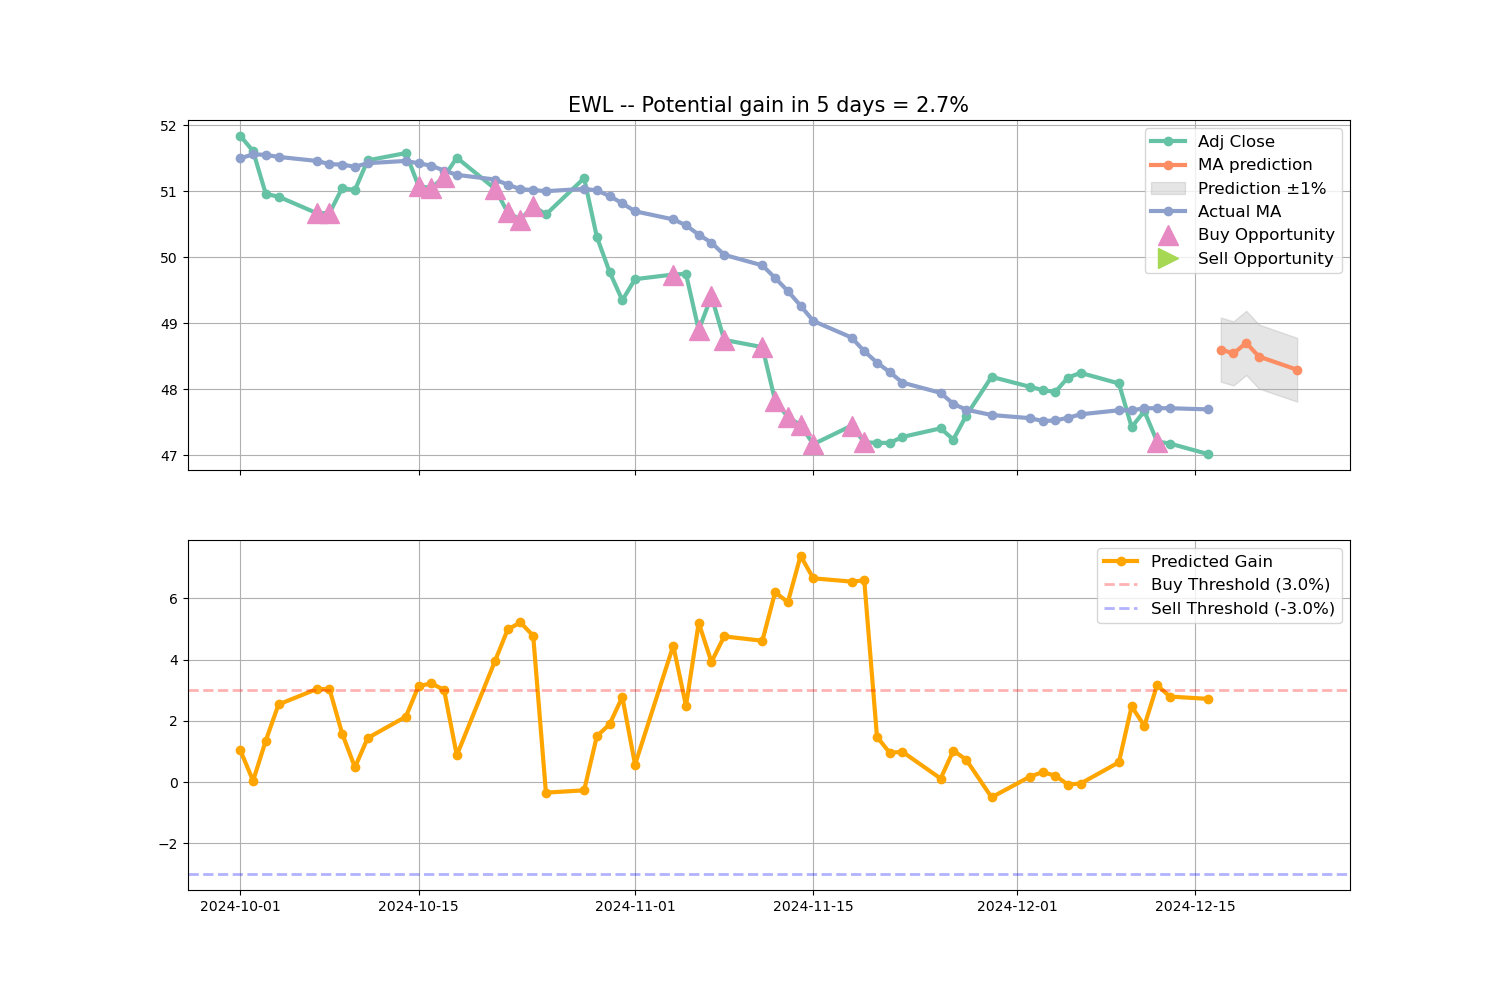 EWL -- Potential gain in 5 days = 2.7%
52
51
50
49
48
47
Adj Close
MA prediction
Prediction ±1%
Actual MA
Buy Opportunity
Sell Opportunity
6
4
2
0
−2
Predicted Gain
Buy Threshold (3.0%)
Sell Threshold (-3.0%)
2024-10-01
2024-10-15
2024-11-01
2024-11-15
2024-12-01
2024-12-15